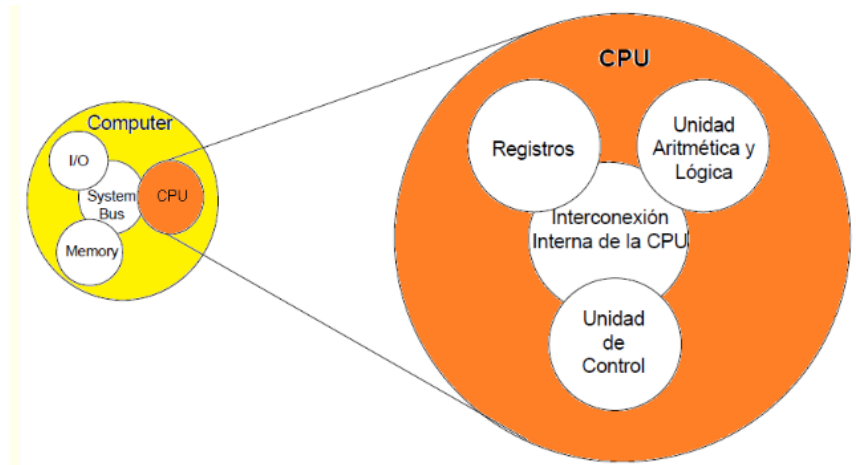 Computer
I/O
System
Bus
CPU
Memory
CPU
Registros
Unidad
Aritmética y
Lógica
Interconexión
Interna de la CPU
Unidad
de
Control